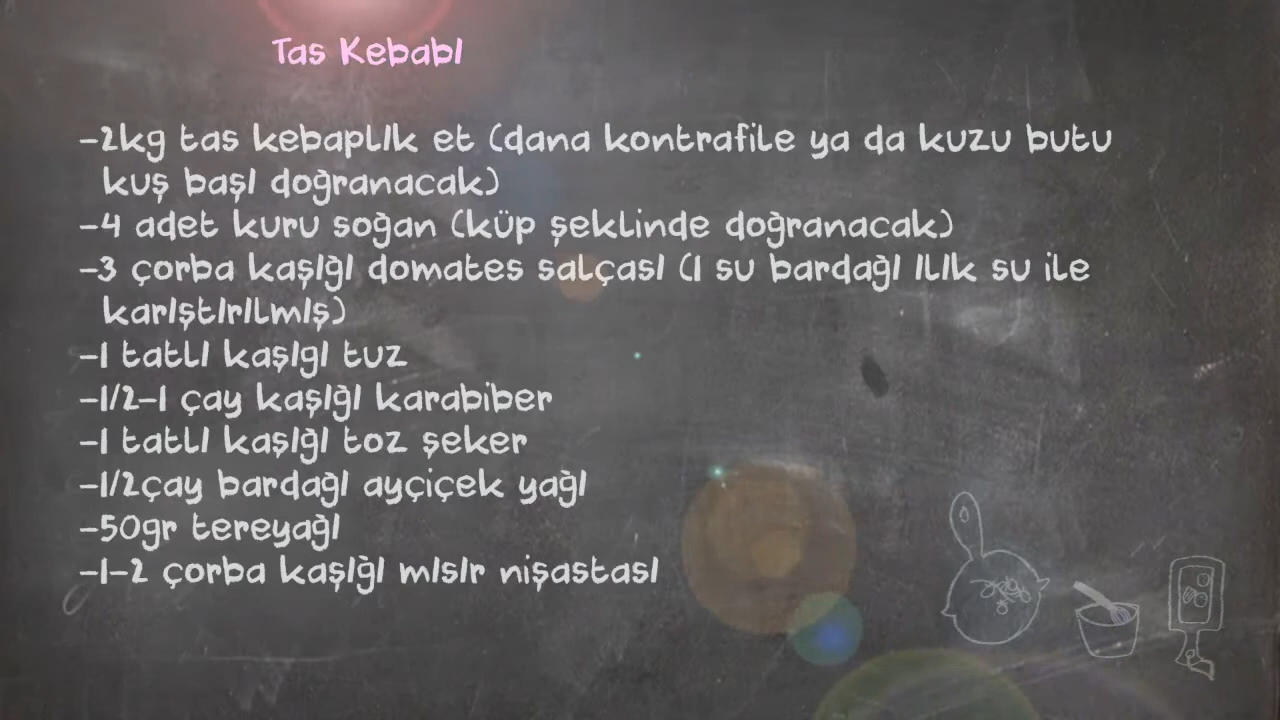 Tas Kebabı
-2kg tas kebaplık et (dana kontrafile ya da kuzu butu
kuş başı doğranacak)
-4 adet kuru soğan (küp şeklinde doğranacak)
-3 çorba kaşığı domates salçası (1 su bardağı ılık su ile
karıştırılmış)
-1 tatlı kaşıgı tuz
-1/2-1 çay kaşığı karabiber
-1 tatlı kaşığı toz şeker
-1/2çay bardağı ayçiçek yağı
-50gr tereyağı
-1-2 çorba kaşığı mısır nişastası